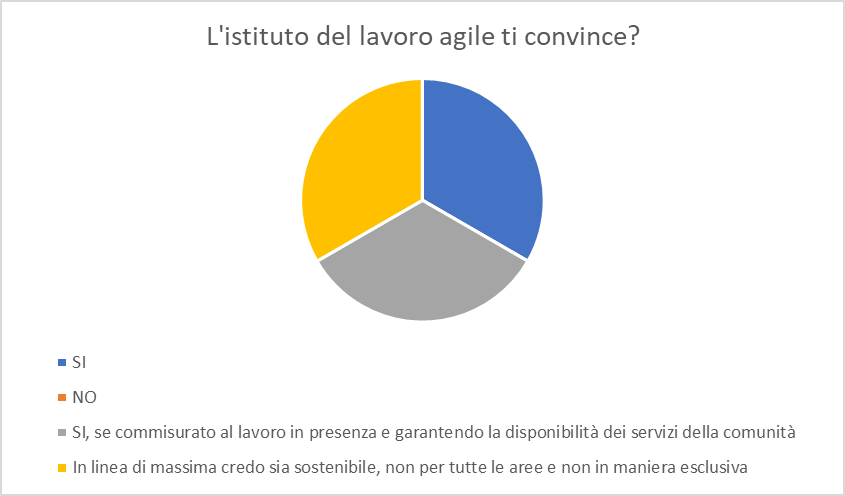 L'istituto del lavoro agile ti convince?
SI
NO
SI, se commisurato al lavoro in presenza e garantendo la disponibilità dei servizi della comunità
In linea di massima credo sia sostenibile, non per tutte le aree e non in maniera esclusiva